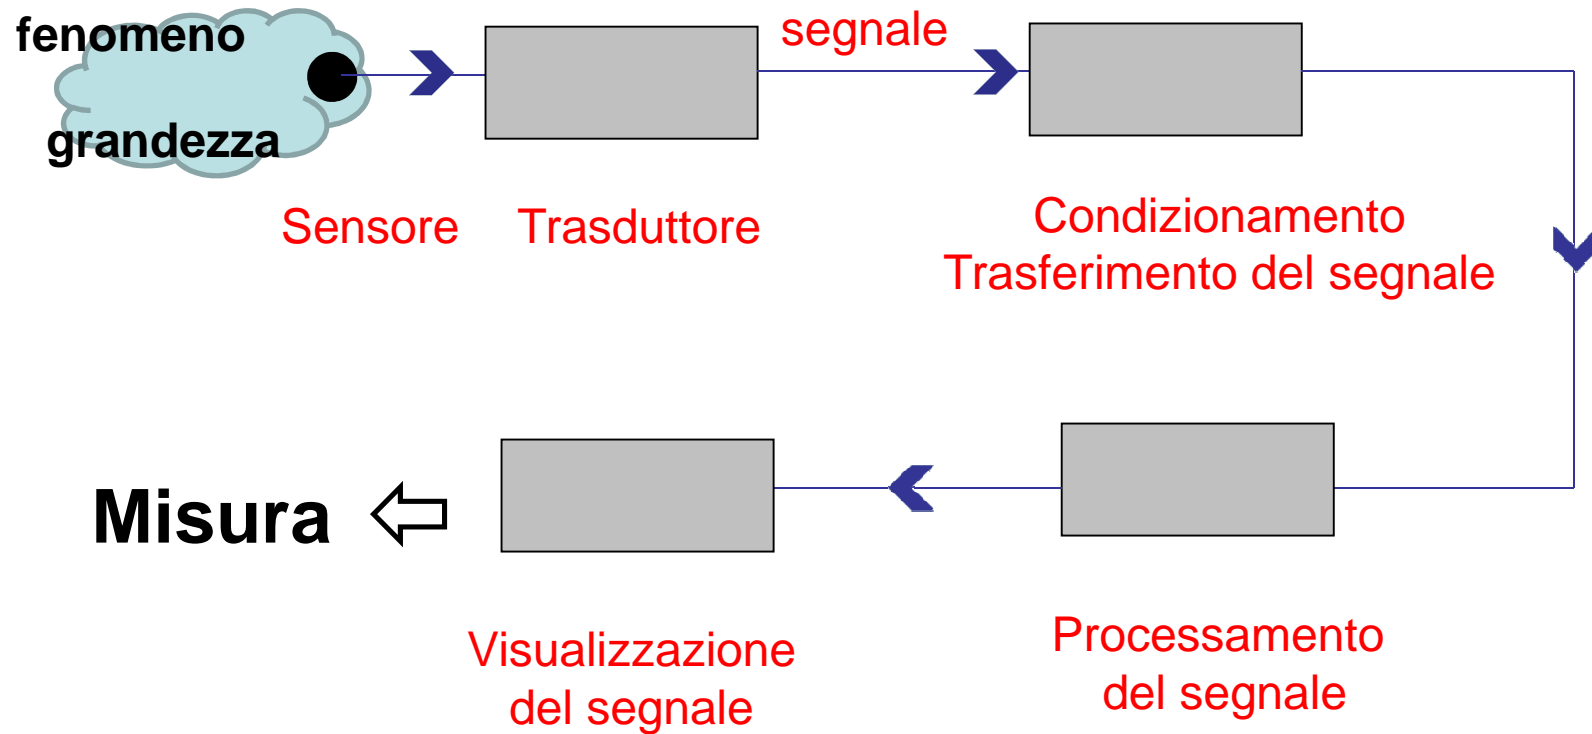 fenomeno
grandezza
segnale
Sensore
Trasduttore
Condizionamento
Trasferimento del segnale
Misura
Visualizzazione
del segnale
Processamento
del segnale